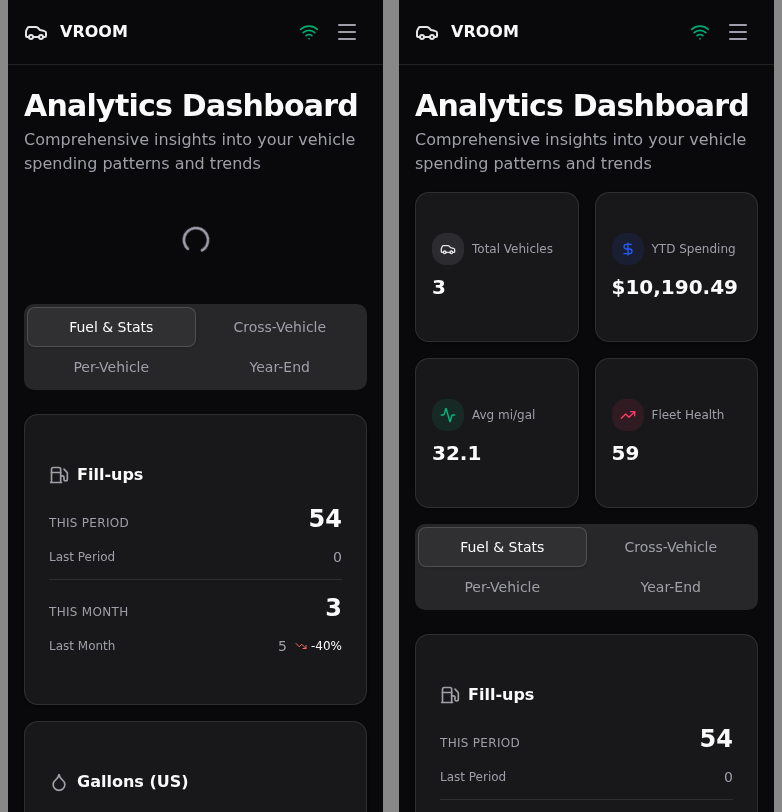 VROOM
Analytics Dashboard
Comprehensive insights into your vehicle
spending patterns and trends
Fuel & Stats
Cross-Vehicle
Per-Vehicle
Year-End
Fill-ups
THIS PERIOD 54
Last Period 0
THIS MONTH 3
Last Month 5 -40%
Gallons (US)
VROOM
Analytics Dashboard
Comprehensive insights into your vehicle
spending patterns and trends
Total Vehicles
3
YTD Spending
$10,190.49
Avg mi/gal
32.1
Fleet Health
59
Fuel & Stats
Cross-Vehicle
Per-Vehicle
Year-End
Fill-ups
THIS PERIOD 54
Last Period 0